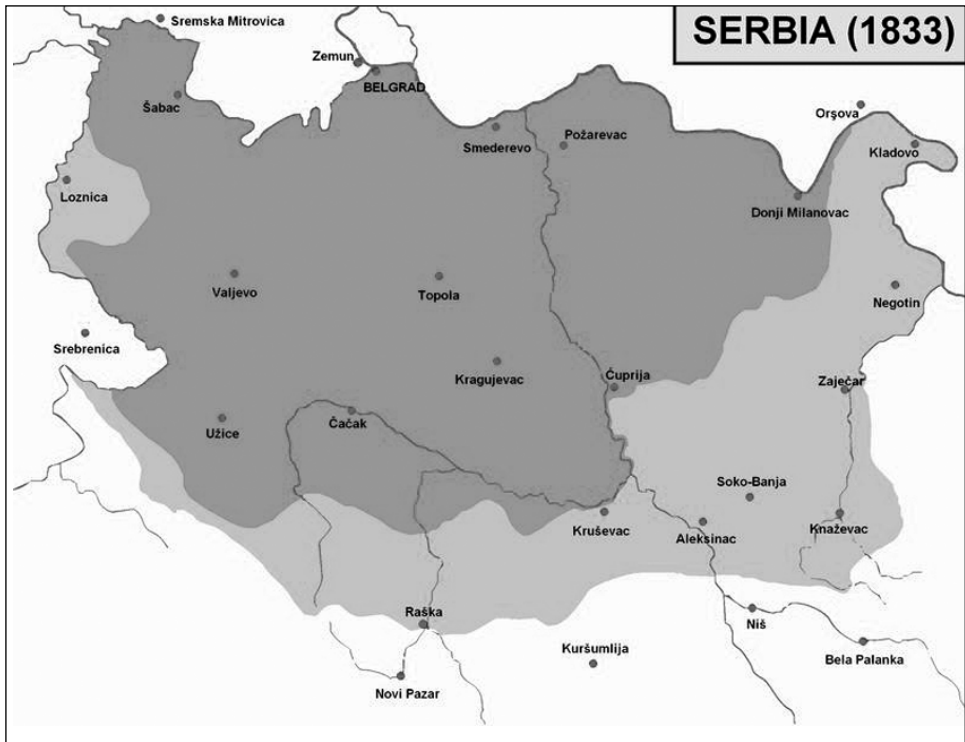 SERBIA (1833)
Sremska Mitrovica
Zemun
BELGRAD
Šabac
Orşova
Smederevo
Požarevac
Kladovo
Loznica
Donji Milanovac
Valjevo
Topola
Negotin
Srebrenica
Kragujevac
Ćuprija
Zaječar
Užice
Čačak
Soko-Banja
Kruševac
Aleksinac
Knaževac
Raška
Niš
Kuršumlija
Bela Palanka
Novi Pazar